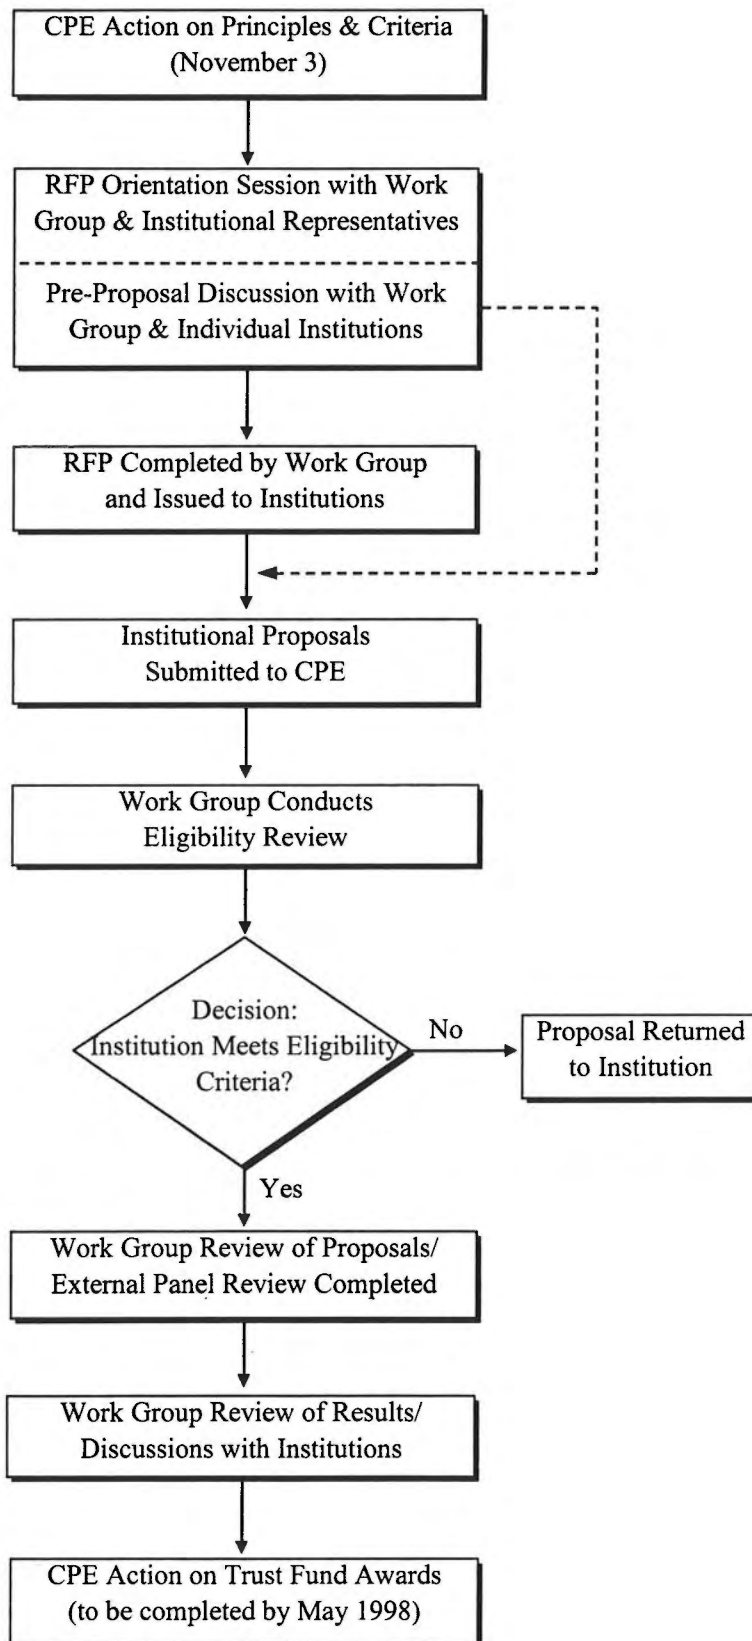 CPE Action on Principles & Criteria
(November 3)
RFP Orientation Session with Work
Group & Institutional Representatives
Pre-Proposal Discussion with Work
Group & Individual Institutions
RFP Completed by Work Group
and Issued to Institutions
Institutional Proposals
Submitted to CPE
Work Group Conducts
Eligibility Review
Decision:
Institution Meets Eligibility
Criteria?
No
Proposal Returned
to Institution
Yes
Work Group Review of Proposals/
External Panel Review Completed
Work Group Review of Results/
Discussions with Institutions
CPE Action on Trust Fund Awards
(to be completed by May 1998)